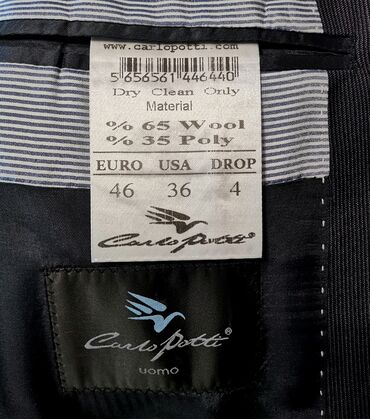 www.carlopotti.com
5 656561 446440
Dry Clean Only
Material
% 65 Wool
% 35 Poly
EURO USA DROP
46 36 4
Carlo Potti®
Carlo Potti®
uomo